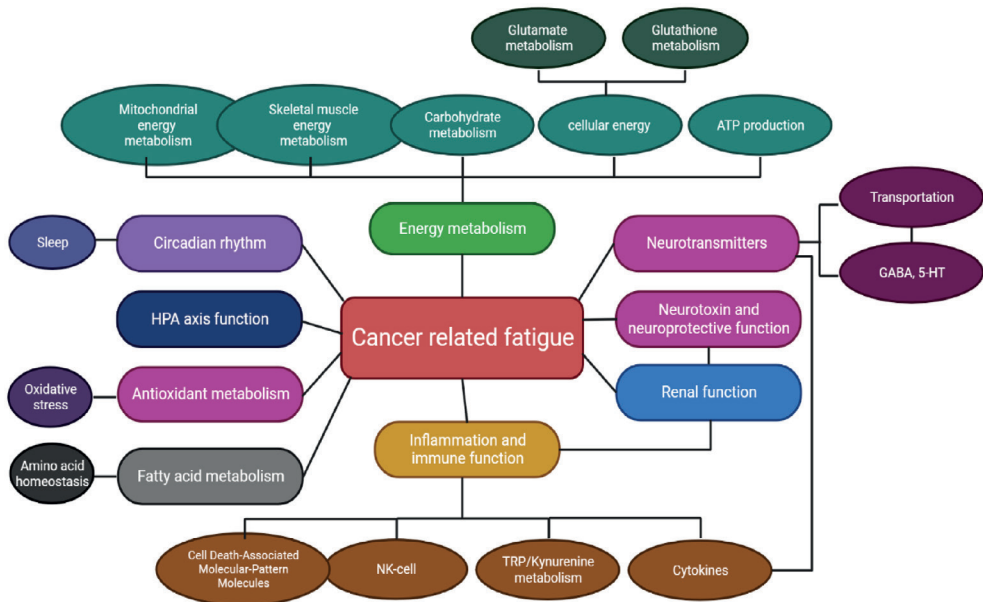 Glutamate
metabolism
Glutathione
metabolism
Mitochondrial
energy
metabolism
Skeletal muscle
energy
metabolism
Carbohydrate
metabolism
cellular energy
ATP production
Transportation
Sleep
Circadian rhythm
Energy metabolism
Neurotransmitters
GABA, 5-HT
HPA axis function
Cancer related fatigue
Neurotoxin and
neuroprotective function
Oxidative
stress
Antioxidant metabolism
Renal function
Amino acid
homeostasis
Fatty acid metabolism
Inflammation and
immune function
Cell Death-Associated
Molecular-Pattern
Molecules
NK-cell
TRP/Kynurenine
metabolism
Cytokines